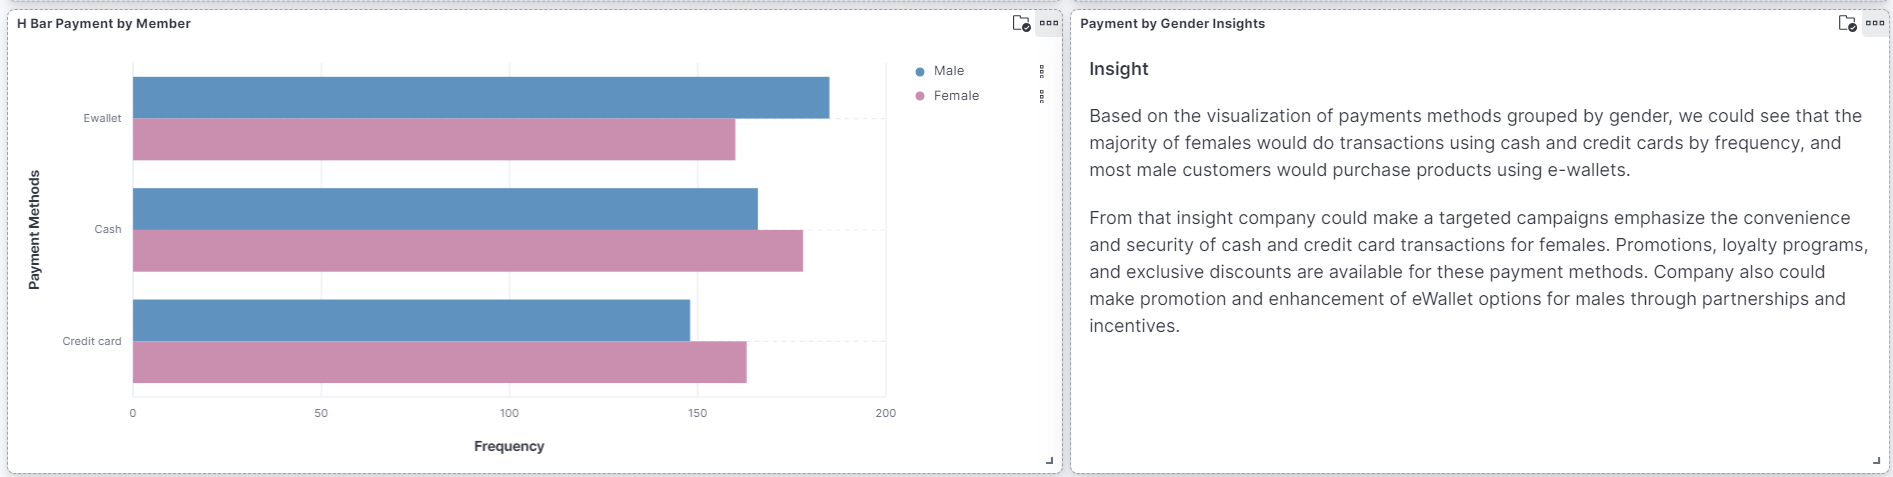 H Bar Payment by Member
Male
Female
Ewallet
Cash
Credit card
Payment Methods
0 50 100 150 200
Frequency
Payment by Gender Insights
Insight
Based on the visualization of payments methods grouped by gender, we could see that the
majority of females would do transactions using cash and credit cards by frequency, and
most male customers would purchase products using e-wallets.
From that insight company could make a targeted campaigns emphasize the convenience
and security of cash and credit card transactions for females. Promotions, loyalty programs,
and exclusive discounts are available for these payment methods. Company also could
make promotion and enhancement of eWallet options for males through partnerships and
incentives.